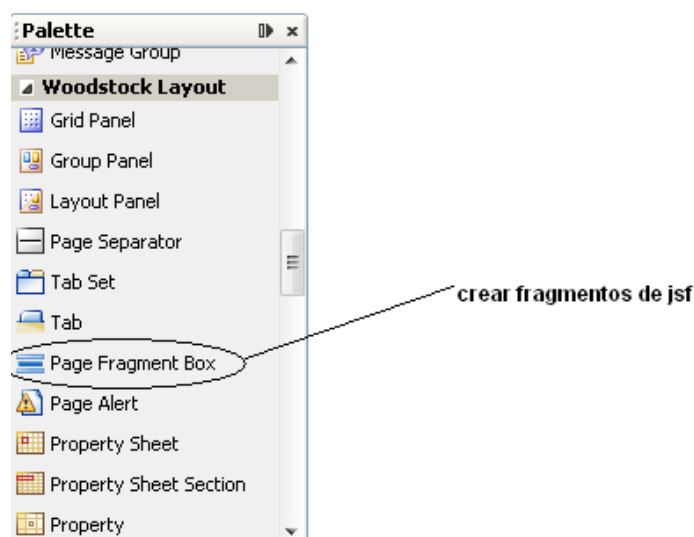 Palette
Message Group
Woodstock Layout
Grid Panel
Group Panel
Layout Panel
Page Separator
Tab Set
Tab
crear fragmentos de jsf
Page Fragment Box
Page Alert
Property Sheet
Property Sheet Section
Property